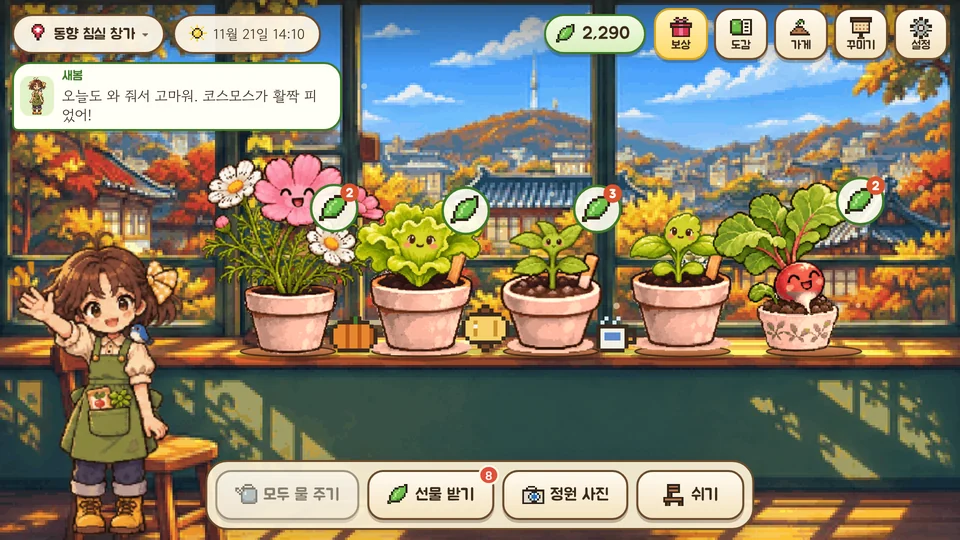 동향 침실 창가
11월 21일 14:10
2,290
보상
도감
가게
꾸미기
설정
새봄
오늘도 와 줘서 고마워. 코스모스가 활짝 피
었어!
2
3
2
모두 물 주기
선물 받기
8
정원 사진
쉬기